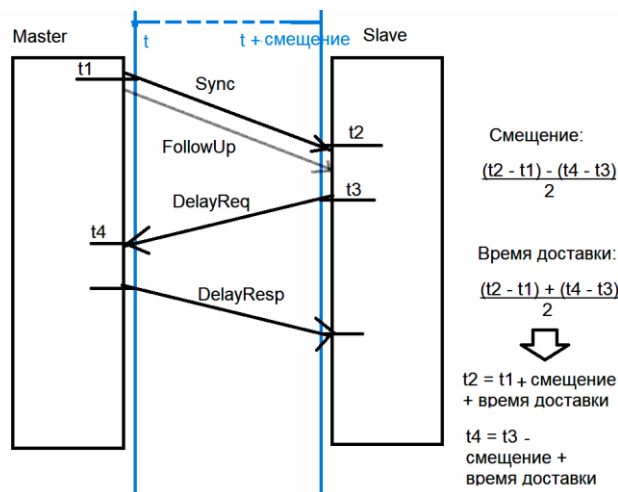 Master
t
t + смещение
Slave
t1
Sync
t2
FollowUp
t3
DelayReq
t4
DelayResp
Смещение:
(t2 - t1) - (t4 - t3)
2
Время доставки:
(t2 - t1) + (t4 - t3)
2
t2 = t1 + смещение
+ время доставки
t4 = t3 -
смещение +
время доставки